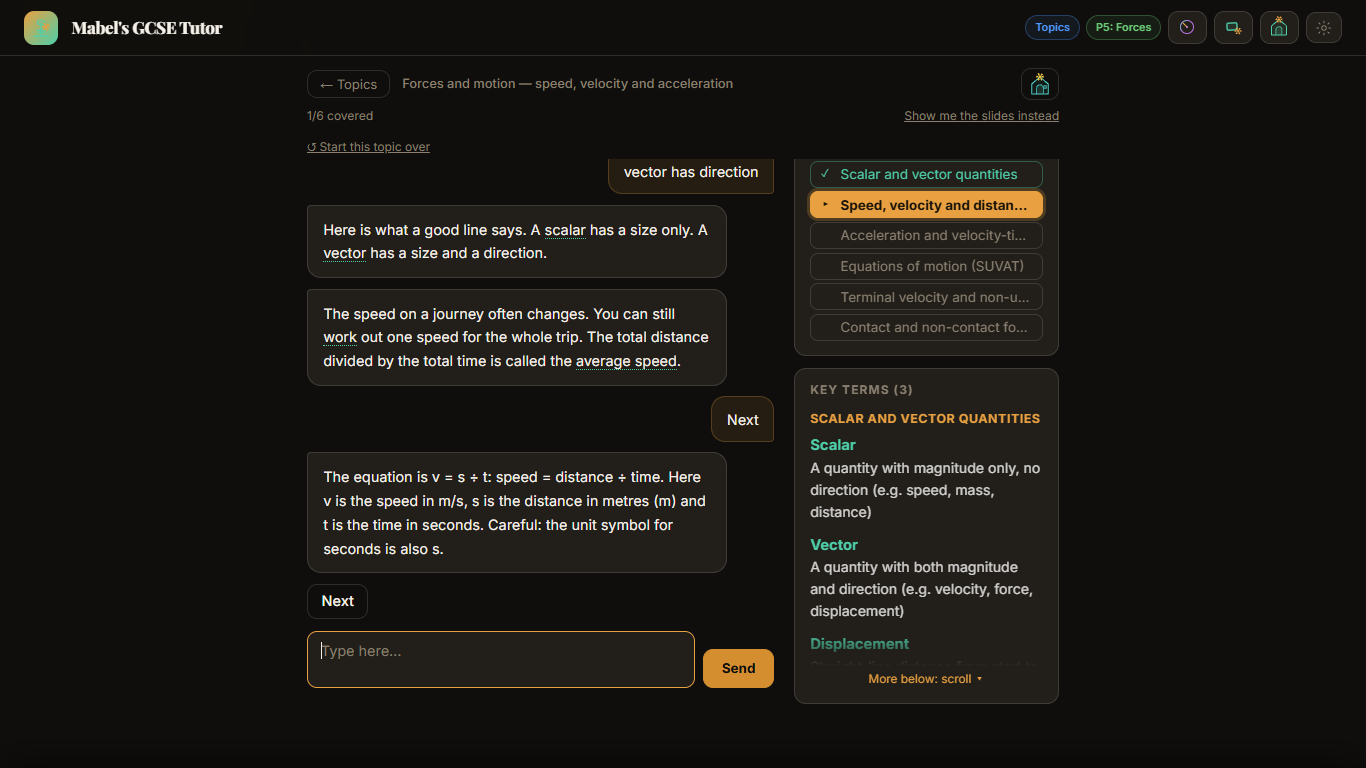 Mabel's GCSE Tutor
Topics
P5: Forces
← Topics
Forces and motion — speed, velocity and acceleration
1/6 covered
Show me the slides instead
↺ Start this topic over
vector has direction
Here is what a good line says. A scalar has a size only. A
vector has a size and a direction.
The speed on a journey often changes. You can still
work out one speed for the whole trip. The total distance
divided by the total time is called the average speed.
Next
The equation is v = s ÷ t: speed = distance ÷ time. Here
v is the speed in m/s, s is the distance in metres (m) and
t is the time in seconds. Careful: the unit symbol for
seconds is also s.
Next
Type here...
Send
✓ Scalar and vector quantities
▸ Speed, velocity and distan...
Acceleration and velocity-ti...
Equations of motion (SUVAT)
Terminal velocity and non-u...
Contact and non-contact fo...
KEY TERMS (3)
SCALAR AND VECTOR QUANTITIES
Scalar
A quantity with magnitude only, no
direction (e.g. speed, mass,
distance)
Vector
A quantity with both magnitude
and direction (e.g. velocity, force,
displacement)
Displacement
More below: scroll ▾